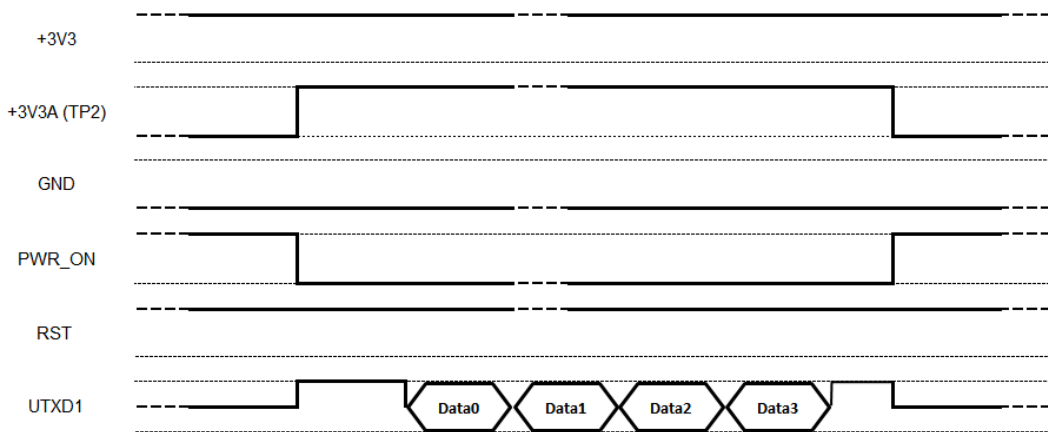 +3V3
+3V3A (TP2)
GND
PWR_ON
RST
UTXD1
Data0
Data1
Data2
Data3